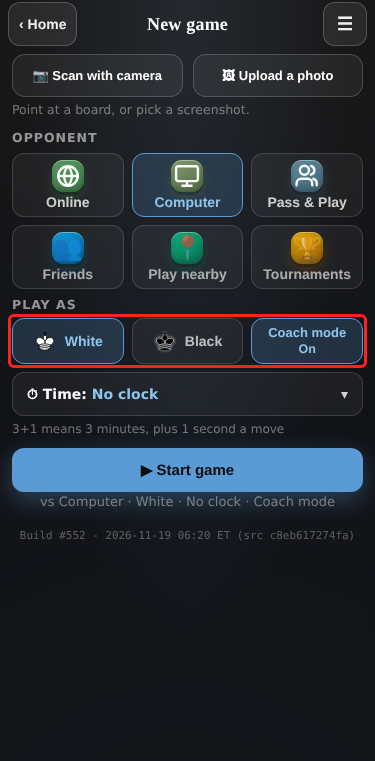 ‹ Home
New game
☰
📷 Scan with camera
🖼 Upload a photo
Point at a board, or pick a screenshot.
OPPONENT
Online
Computer
Pass & Play
Friends
Play nearby
Tournaments
PLAY AS
White
Black
Coach mode
On
⏱ Time: No clock
▼
3+1 means 3 minutes, plus 1 second a move
▶ Start game
vs Computer · White · No clock · Coach mode
Build #552 - 2026-11-19 06:20 ET (src c8eb617274fa)